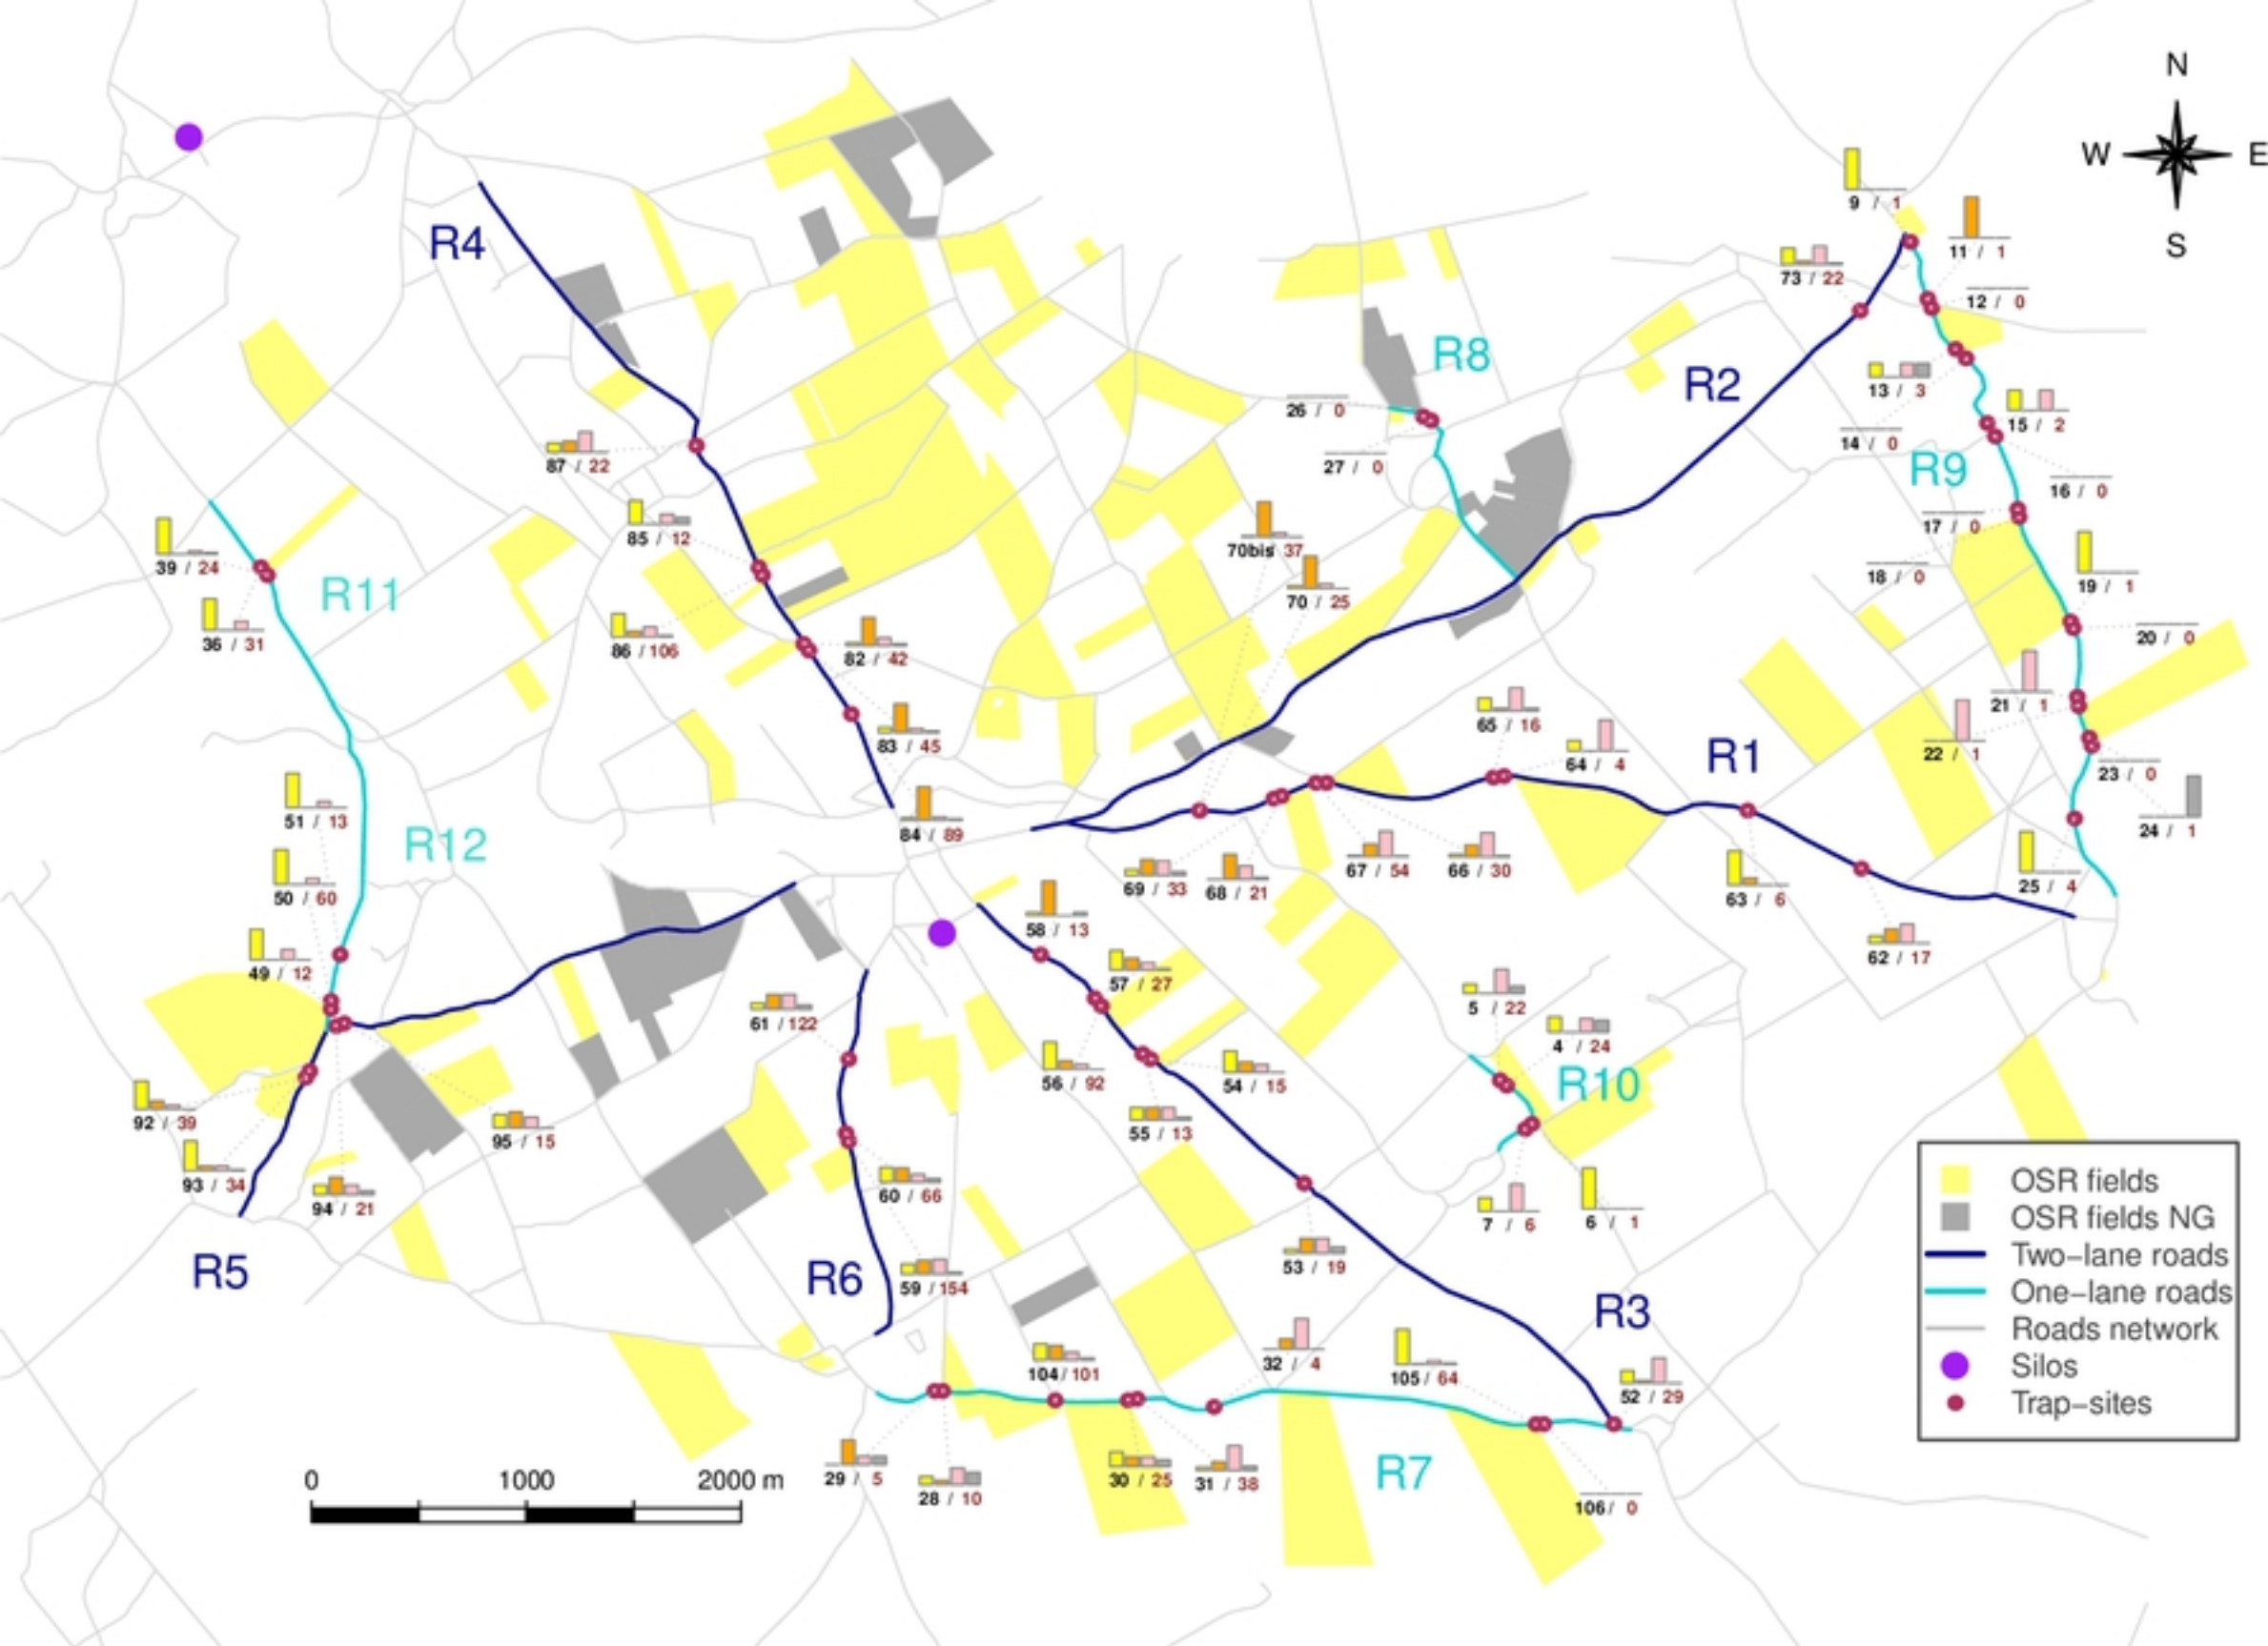 N
W E
S
9 / 1
11 / 1
73 / 22
12 / 0
R4
R8
13 / 3
R2
26 / 0
15 / 2
14 / 0
87 / 22
27 / 0
R9
16 / 0
85 / 12
17 / 0
70bis 37
39 / 24
18 / 0
19 / 1
R11
70 / 25
36 / 31
86 / 106
20 / 0
82 / 42
21 / 1
65 / 16
83 / 45
64 / 4
R1
22 / 1
23 / 0
51 / 13
84 / 89
24 / 1
R12
67 / 54
66 / 30
69 / 33
68 / 21
25 / 4
50 / 60
63 / 6
58 / 13
62 / 17
49 / 12
57 / 27
5 / 22
61 / 122
4 / 24
56 / 92
54 / 15
R10
92 / 39
95 / 15
55 / 13
93 / 34
60 / 66
94 / 21
7 / 6
6 / 1
R5
R6
59 / 154
53 / 19
R3
104 / 101
32 / 4
105 / 64
52 / 29
29 / 5
28 / 10
30 / 25
31 / 38
R7
106 / 0
0 1000 2000 m
OSR fields
OSR fields NG
Two-lane roads
One-lane roads
Roads network
Silos
Trap-sites